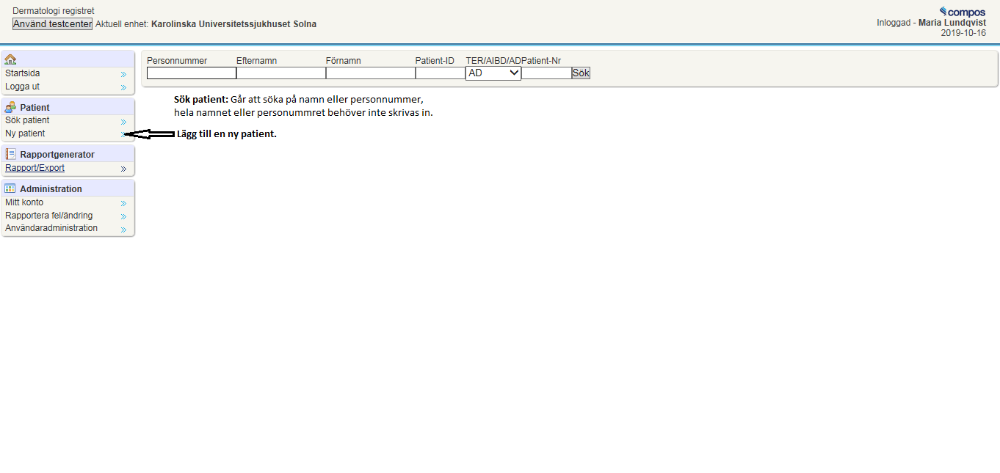 Dermatologi registret
Använd testcenter Aktuell enhet: Karolinska Universitetssjukhuset Solna
compos
Inloggad - Maria Lundqvist
2019-10-16
Startsida
Logga ut
Patient
Sök patient
Ny patient
Rapportgenerator
Rapport/Export
Administration
Mitt konto
Rapportera fel/ändring
Användaradministration
Personnummer Efternamn Förnamn Patient-ID TER/AIBD/ADPatient-Nr
AD Sök
Sök patient: Går att söka på namn eller personnummer,
hela namnet eller personummret behöver inte skrivas in.
Lägg till en ny patient.